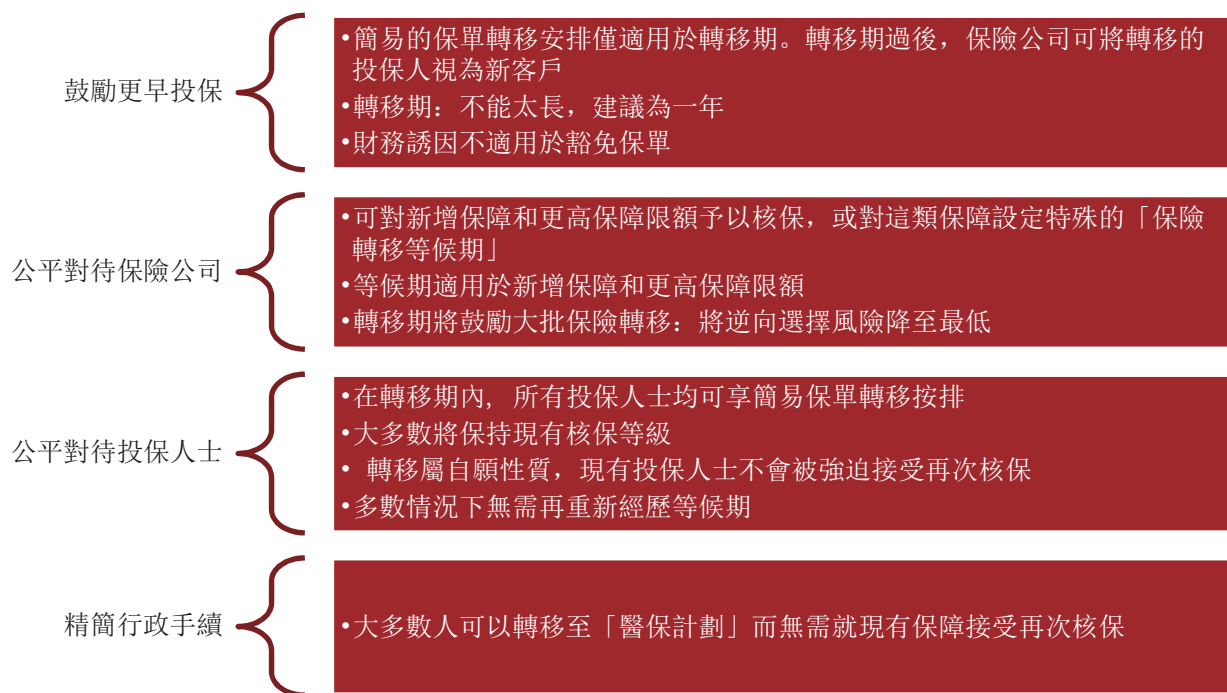 鼓勵更早投保
•簡易的保單轉移安排僅適用於轉移期。轉移期過後，保險公司可將轉移的
投保人視為新客戶
•轉移期：不能太長，建議為一年
•財務誘因不適用於豁免保單
公平對待保險公司
•可對新增保障和更高保障限額予以核保，或對這類保障設定特殊的「保險
轉移等候期」
•等候期適用於新增保障和更高保障限額
•轉移期將鼓勵大批保險轉移：將逆向選擇風險降至最低
公平對待投保人士
•在轉移期內, 所有投保人士均可享簡易保單轉移按排
•大多數將保持現有核保等級
• 轉移屬自願性質，現有投保人士不會被強迫接受再次核保
•多數情況下無需再重新經歷等候期
精簡行政手續
•大多數人可以轉移至「醫保計劃」而無需就現有保障接受再次核保